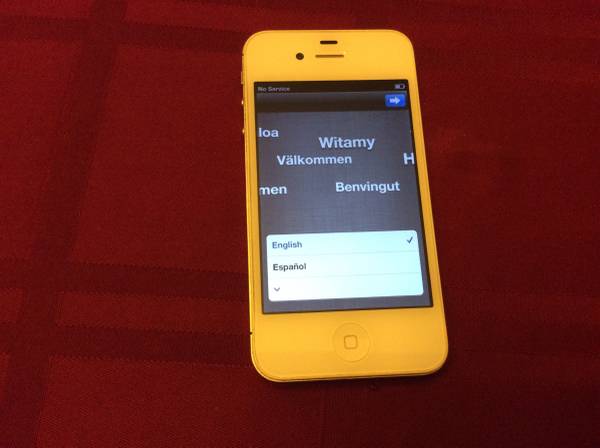 No Service
loa
Witamy
Välkommen
H
men
Benvingut
English
Español